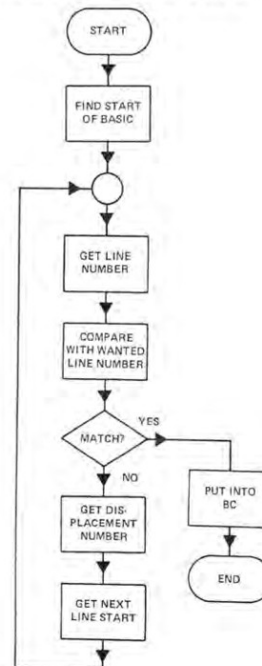 START
FIND START
OF BASIC
GET LINE
NUMBER
COMPARE
WITH WANTED
LINE NUMBER
MATCH?
YES
NO
PUT INTO
BC
GET DIS-
PLACEMENT
NUMBER
END
GET NEXT
LINE START